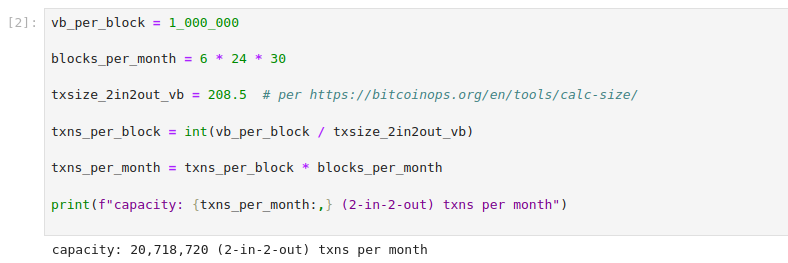 [2]: vb_per_block = 1_000_000
blocks_per_month = 6 * 24 * 30
txsize_2in2out_vb = 208.5  # per https://bitcoinops.org/en/tools/calc-size/
txns_per_block = int(vb_per_block / txsize_2in2out_vb)
txns_per_month = txns_per_block * blocks_per_month
print(f"capacity: {txns_per_month:,} (2-in-2-out) txns per month")
capacity: 20,718,720 (2-in-2-out) txns per month